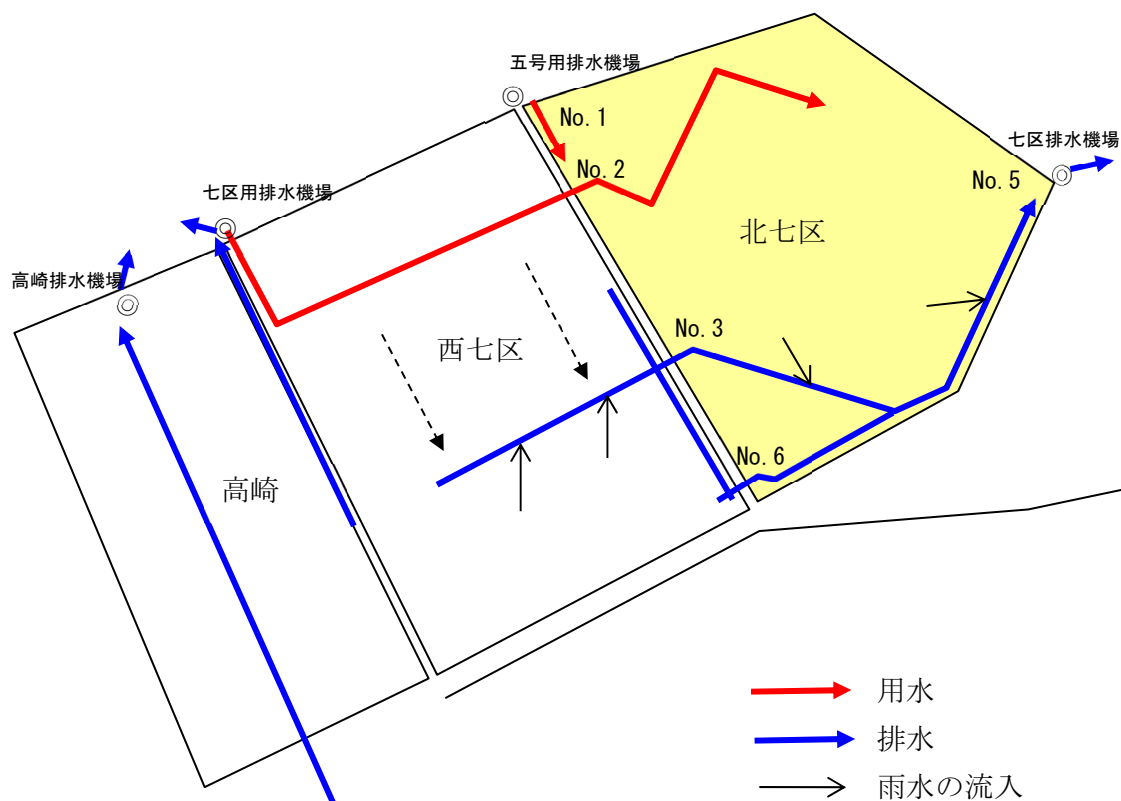 五号用排水機場
No.1
七区排水機場
No.2
No.5
七区用排水機場
北七区
高崎排水機場
No.3
西七区
No.6
高崎
用水
排水
雨水の流入